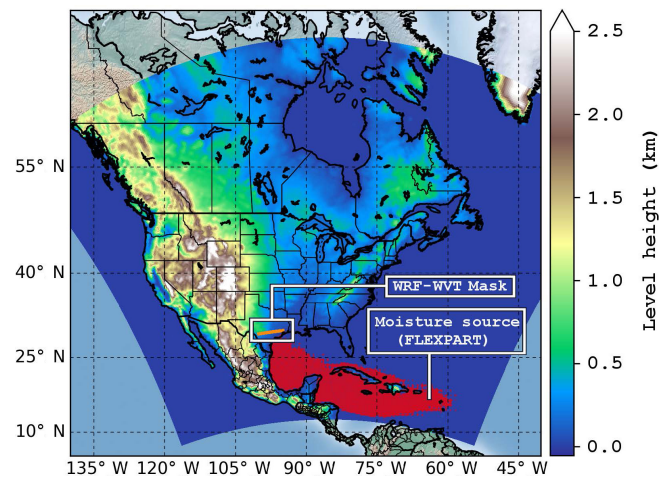 2.5
2.0
1.5
1.0
0.5
0.0
Level height (km)
55° N
40° N
25° N
10° N
WRF-WVT Mask
Moisture source
(FLEXPART)
135° W 120° W 105° W 90° W 75° W 60° W 45° W